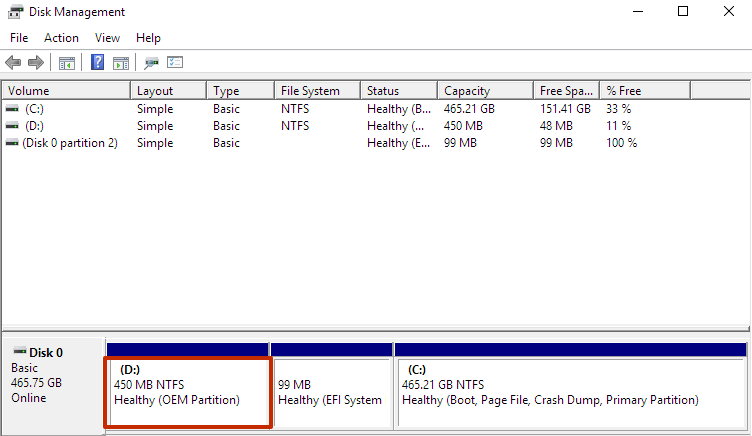 Disk Management
File Action View Help
Volume Layout Type File System Status Capacity Free Spa... % Free
(C:) Simple Basic NTFS Healthy (B... 465.21 GB 151.41 GB 33 %
(D:) Simple Basic NTFS Healthy (... 450 MB 48 MB 11 %
(Disk 0 partition 2) Simple Basic Healthy (E... 99 MB 99 MB 100 %
Disk 0
Basic
465.75 GB
Online
(D:)
450 MB NTFS
Healthy (OEM Partition)
99 MB
Healthy (EFI System
(C:)
465.21 GB NTFS
Healthy (Boot, Page File, Crash Dump, Primary Partition)